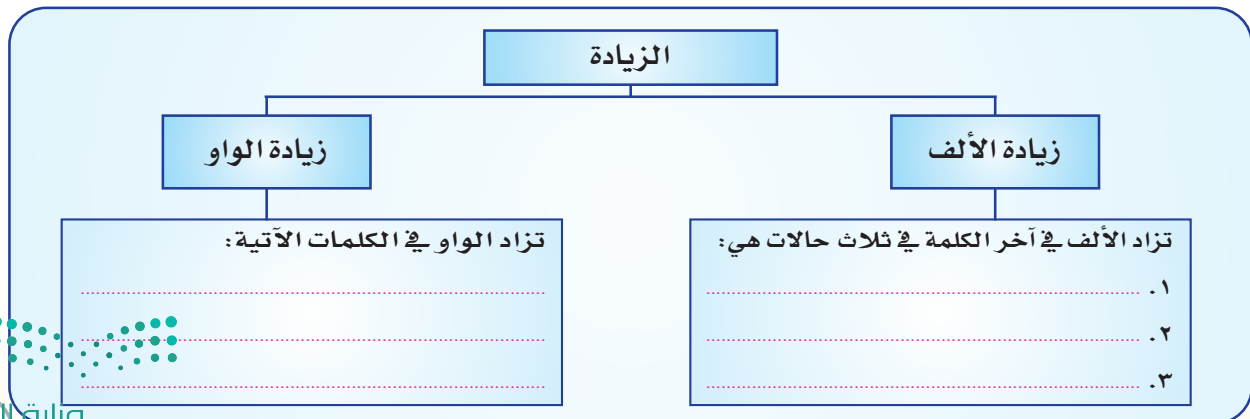 الزيادة
زيادة الألف
زيادة الواو
تزاد الألف في آخر الكلمة في ثلاث حالات هي:
١. ........................................
٢. ........................................
٣. ........................................
تزاد الواو في الكلمات الآتية:
........................................
........................................
........................................